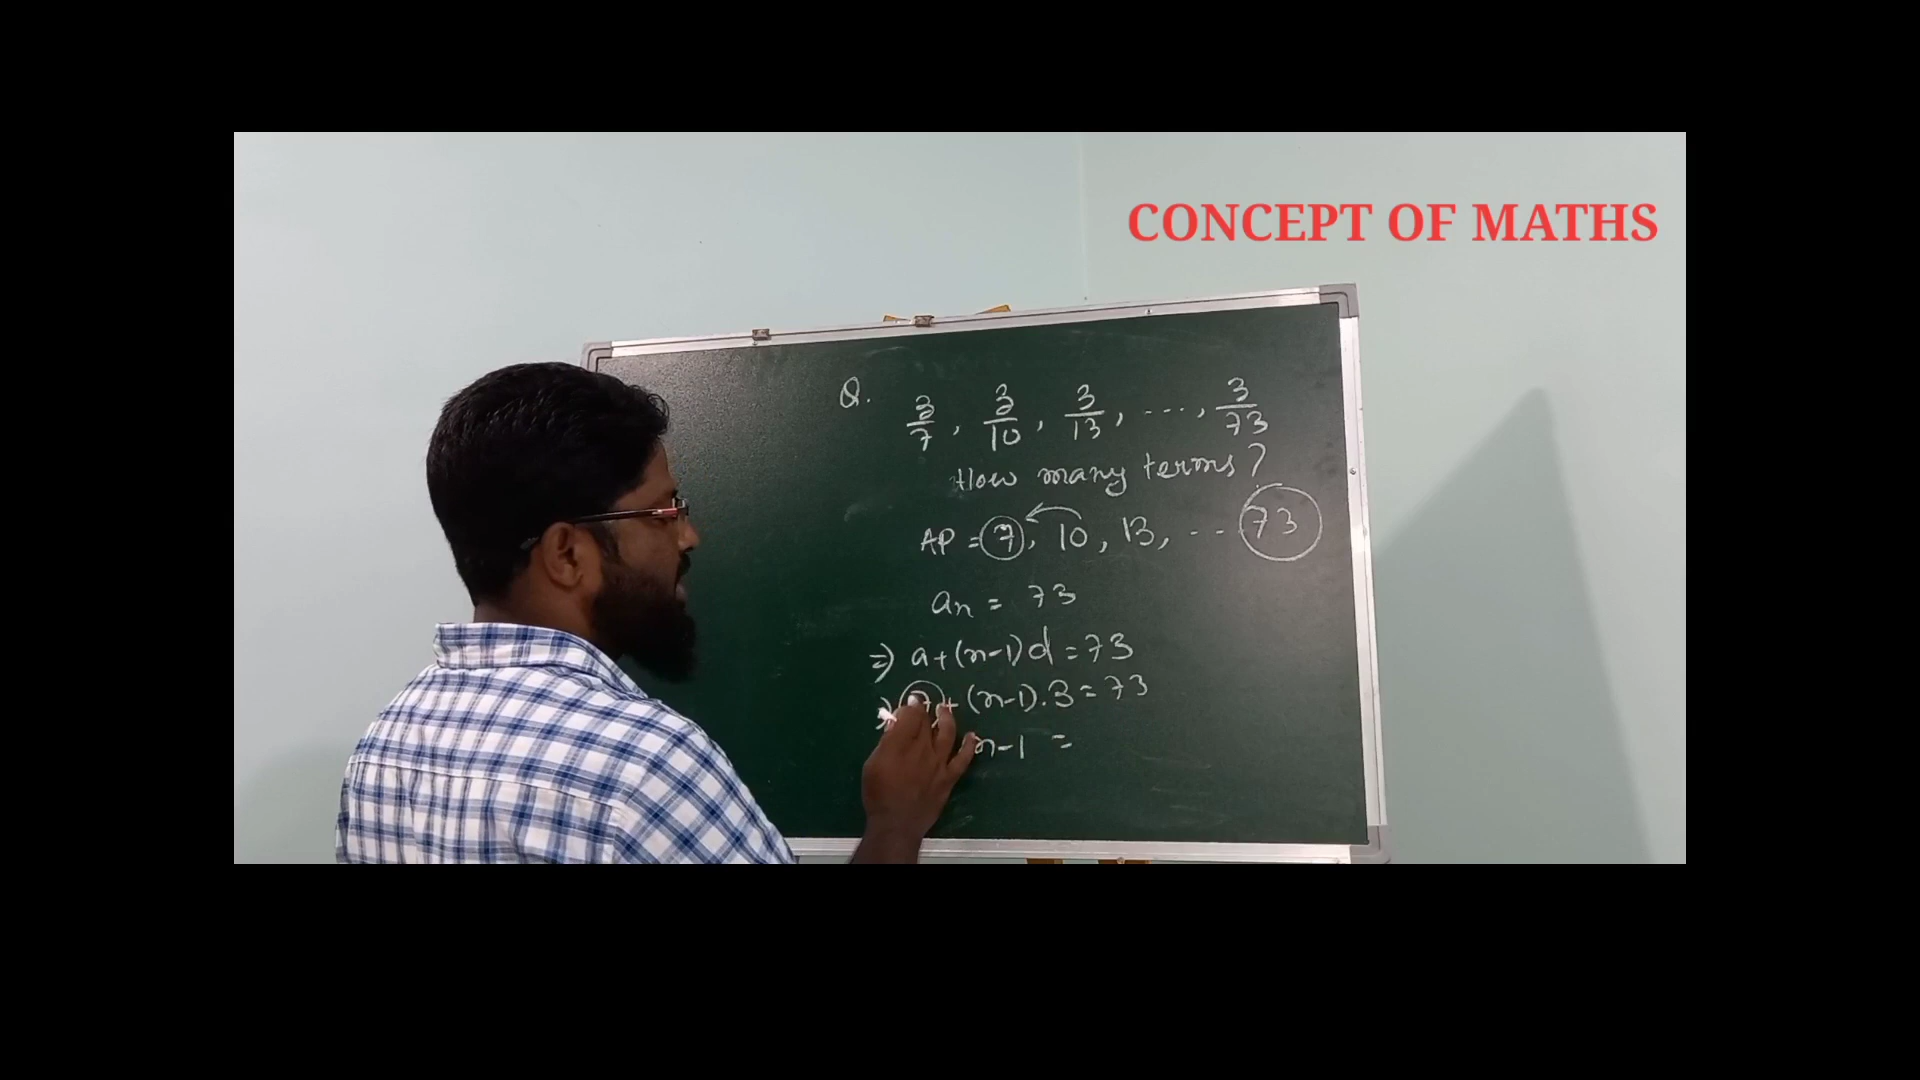 CONCEPT OF MATHS
Q. 3/7, 3/10, 3/13, ...., 3/73
How many terms?
AP = 7, 10, 13, ... 73
an = 73
=) a+(n-1)d=73
=) 7+(n-1).3=73
n-1 =